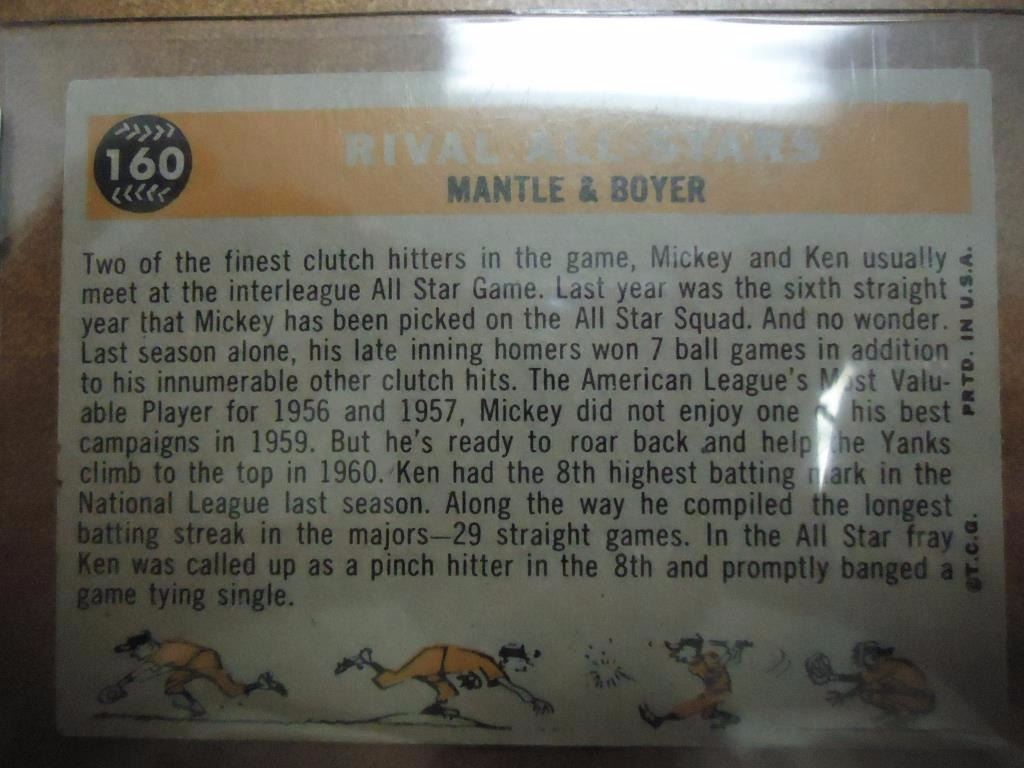 160
RIVAL ALL-STARS
MANTLE & BOYER
Two of the finest clutch hitters in the game, Mickey and Ken usually
meet at the interleague All Star Game. Last year was the sixth straight
year that Mickey has been picked on the All Star Squad. And no wonder.
Last season alone, his late inning homers won 7 ball games in addition
to his innumerable other clutch hits. The American League's Most Valu-
able Player for 1956 and 1957, Mickey did not enjoy one his best
campaigns in 1959. But he's ready to roar back and help the Yanks
climb to the top in 1960. Ken had the 8th highest batting mark in the
National League last season. Along the way he compiled the longest
batting streak in the majors—29 straight games. In the All Star fray
Ken was called up as a pinch hitter in the 8th and promptly banged a
game tying single.
©T.C.G. PRTD. IN U.S.A.